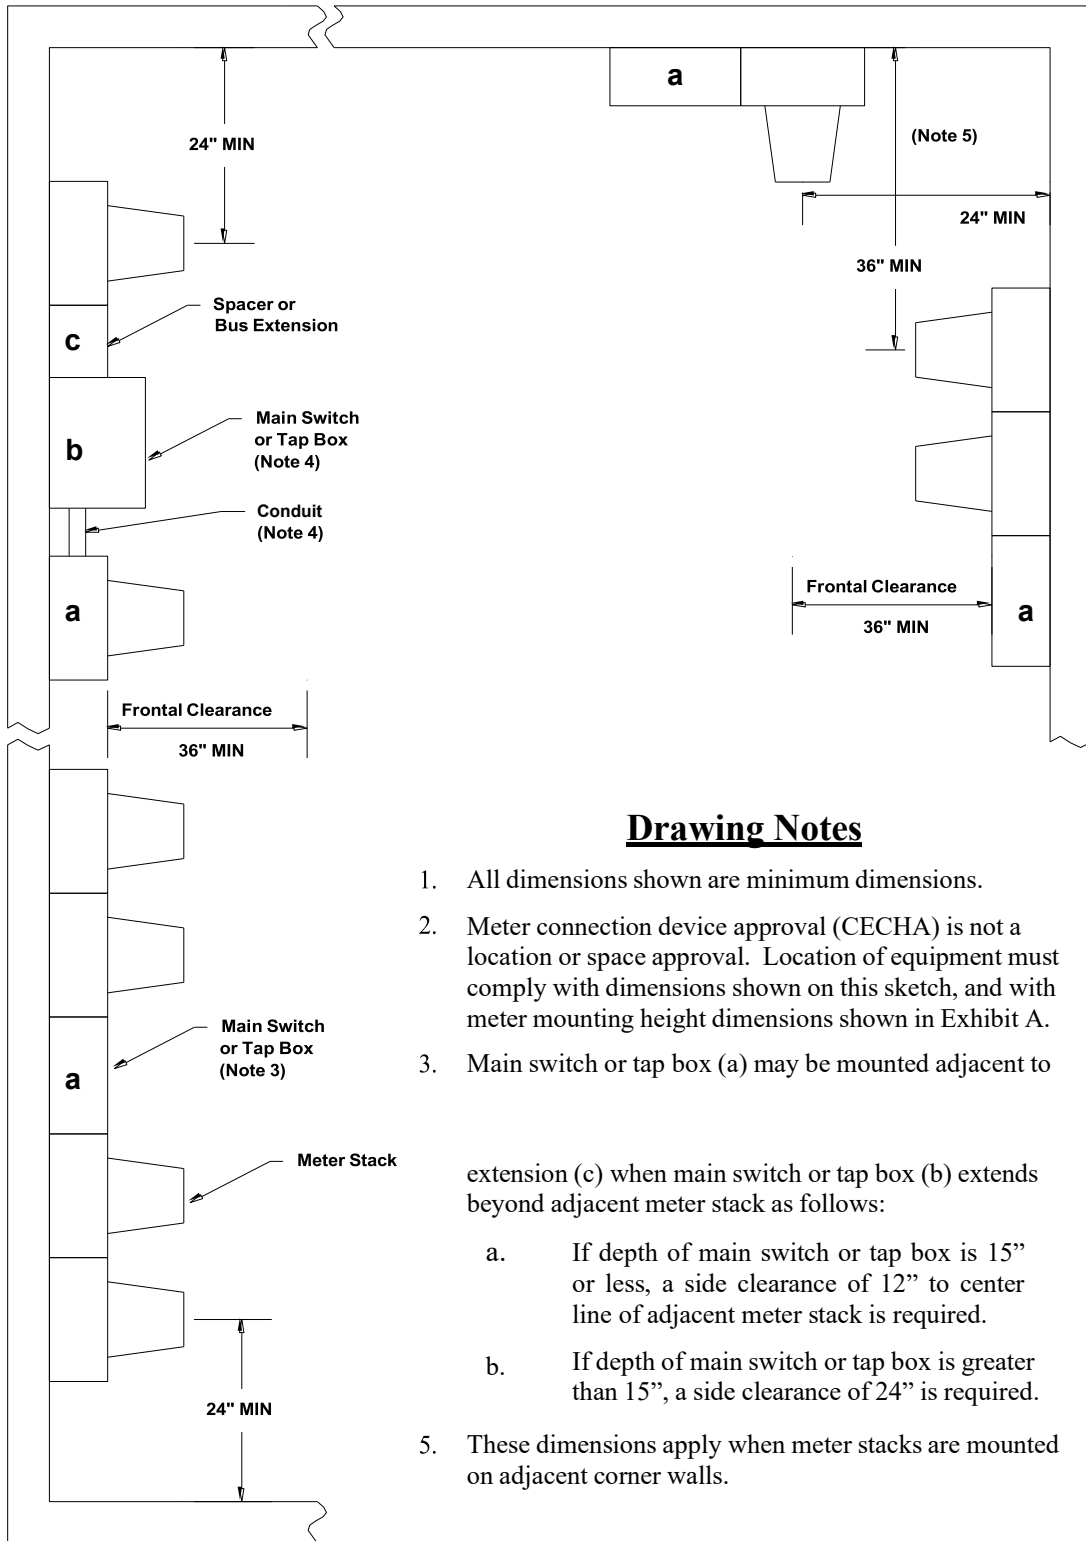 a
24" MIN
(Note 5)
24" MIN
36" MIN
Spacer or
Bus Extension
c
Main Switch
or Tap Box
(Note 4)
b
Conduit
(Note 4)
a
Frontal Clearance
36" MIN
a
Frontal Clearance
36" MIN
Main Switch
or Tap Box
(Note 3)
a
Meter Stack
24" MIN
Drawing Notes
1. All dimensions shown are minimum dimensions.
2. Meter connection device approval (CECHA) is not a
location or space approval. Location of equipment must
comply with dimensions shown on this sketch, and with
meter mounting height dimensions shown in Exhibit A.
3. Main switch or tap box (a) may be mounted adjacent to
extension (c) when main switch or tap box (b) extends
beyond adjacent meter stack as follows:
a. If depth of main switch or tap box is 15”
or less, a side clearance of 12” to center
line of adjacent meter stack is required.
b. If depth of main switch or tap box is greater
than 15”, a side clearance of 24” is required.
5. These dimensions apply when meter stacks are mounted
on adjacent corner walls.